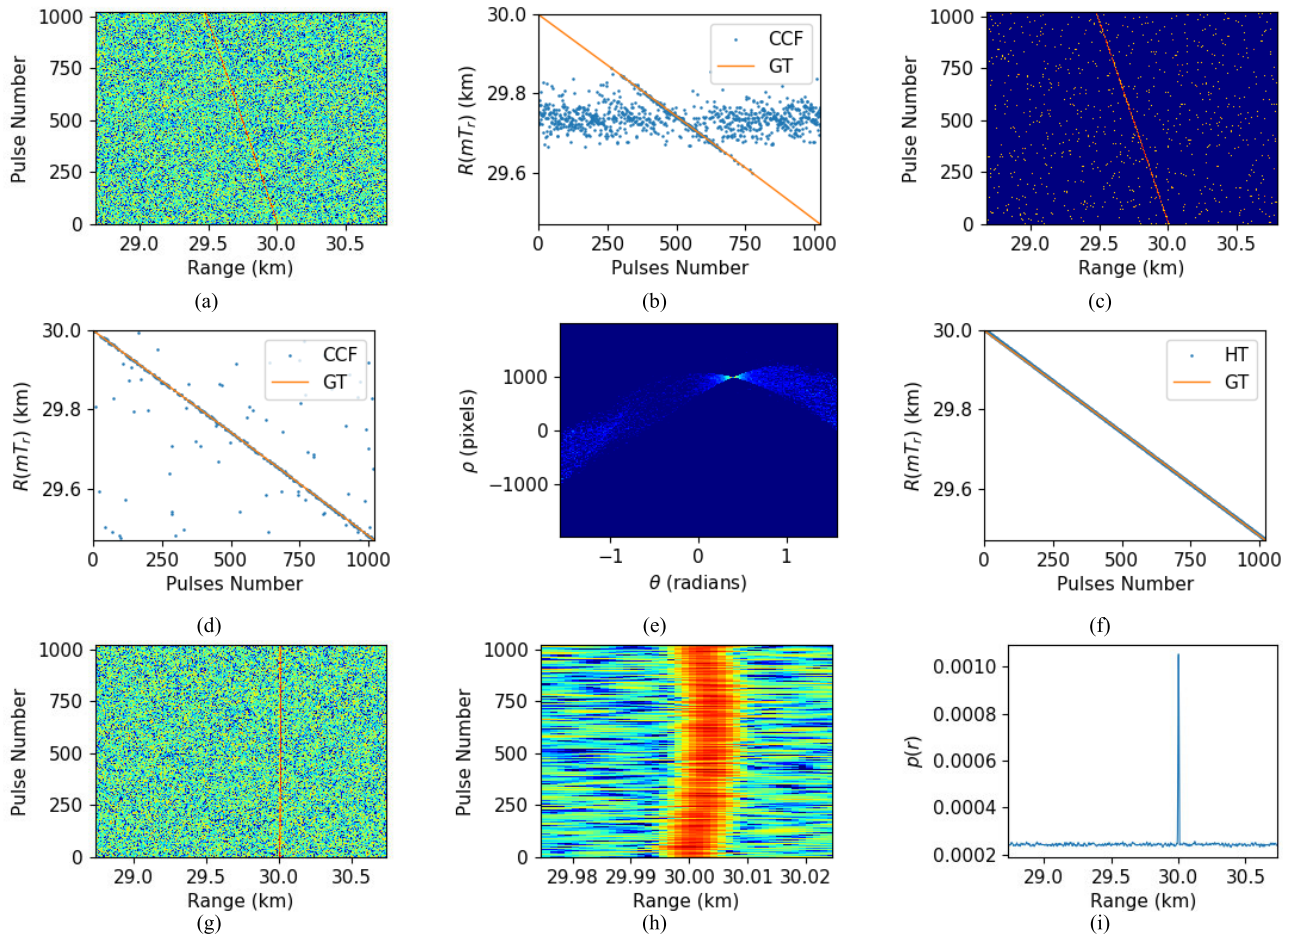 1000
750
500
250
0
Pulse Number
29.0 29.5 30.0 30.5
Range (km)
(a)
30.0
29.8
29.6
R(mTr) (km)
CCF
GT
0 250 500 750 1000
Pulses Number
(b)
1000
750
500
250
0
Pulse Number
29.0 29.5 30.0 30.5
Range (km)
(c)
30.0
29.8
29.6
R(mTr) (km)
CCF
GT
0 250 500 750 1000
Pulses Number
(d)
1000
0
−1000
ρ (pixels)
−1 0 1
θ (radians)
(e)
30.0
29.8
29.6
R(mTr) (km)
HT
GT
0 250 500 750 1000
Pulses Number
(f)
1000
750
500
250
0
Pulse Number
29.0 29.5 30.0 30.5
Range (km)
(g)
1000
750
500
250
0
Pulse Number
29.98 29.99 30.00 30.01 30.02
Range (km)
(h)
0.0010
0.0008
0.0006
0.0004
0.0002
p(r)
29.0 29.5 30.0 30.5
Range (km)
(i)